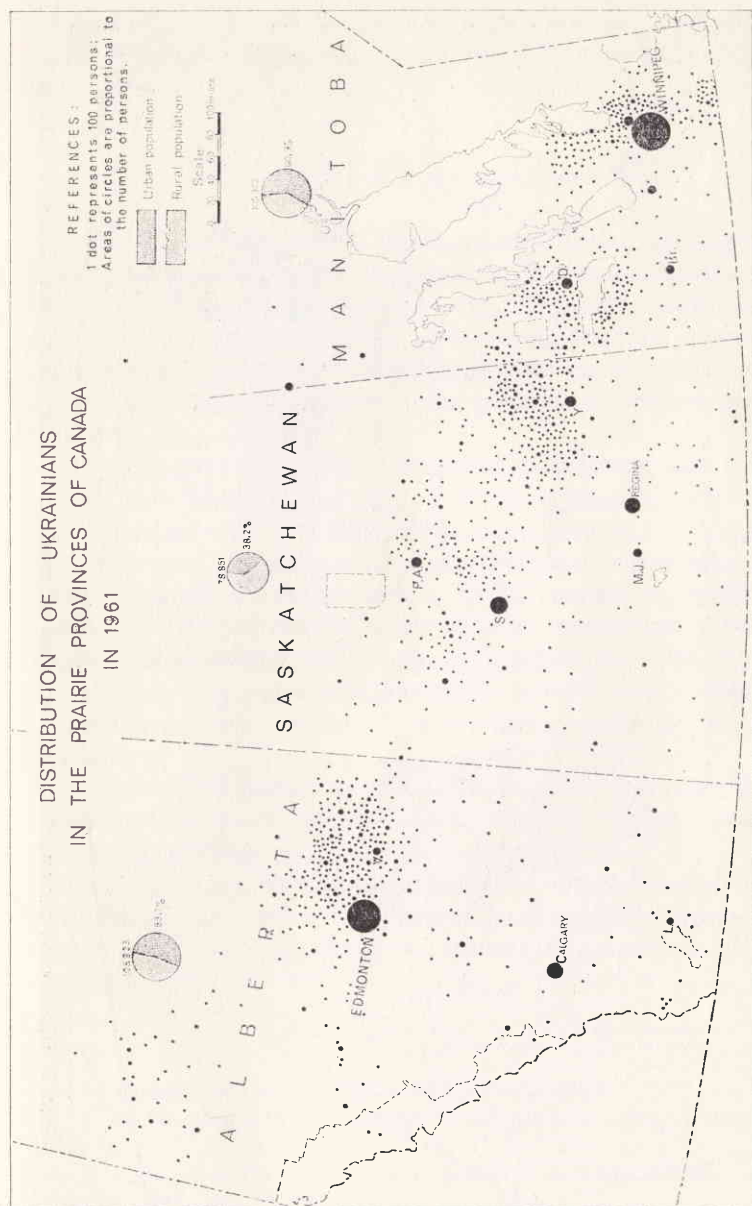 DISTRIBUTION OF UKRAINIANS
IN THE PRAIRIE PROVINCES OF CANADA
IN 1961
REFERENCES:
1 dot represents 100 persons;
Areas of circles are proportional to
the number of persons.
Urban population
Rural population
Scale
ALBERTA
SASKATCHEWAN
MANITOBA
78 851
38.2%
EDMONTON
V.
CALGARY
L.
P.A.
S.
M.J.
REGINA
Y.
D.
Br.
WINNIPEG